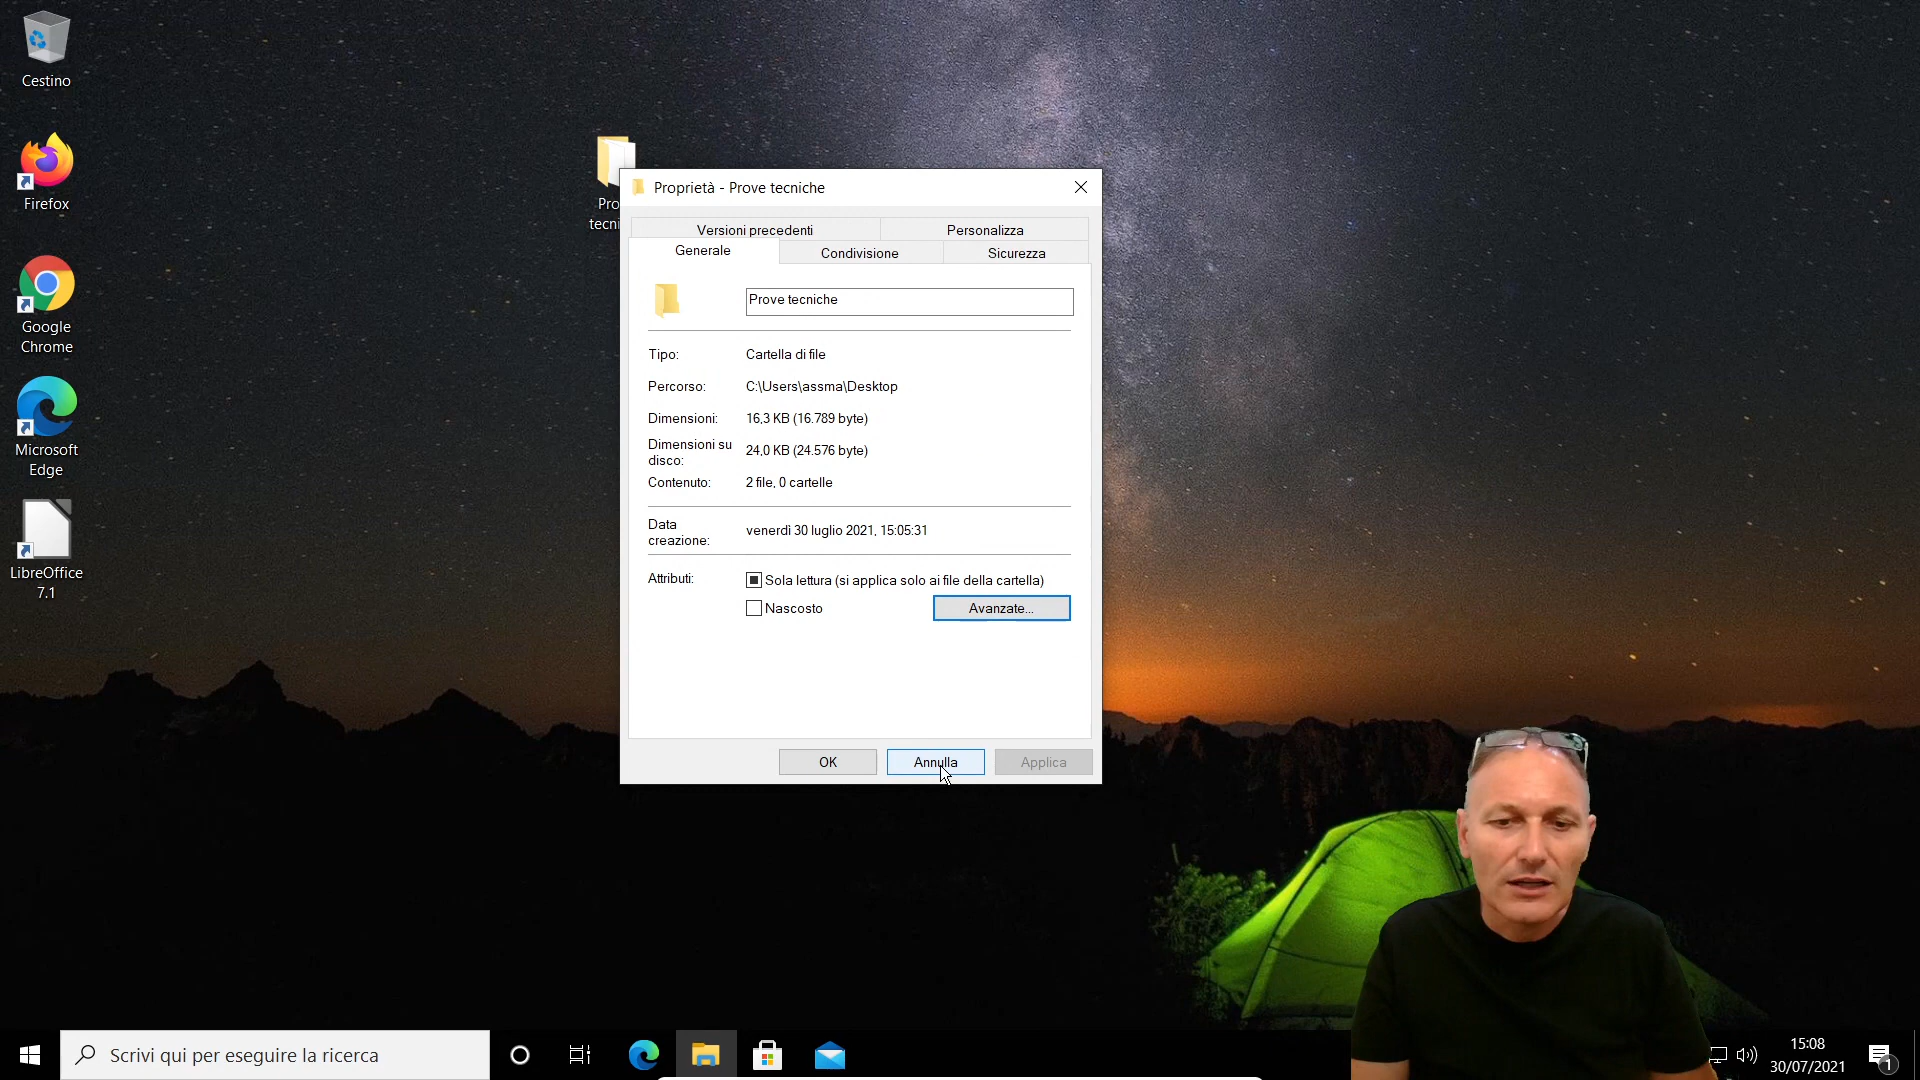 Cestino
Firefox
Google
Chrome
Microsoft
Edge
LibreOffice
7.1
Pro
tecni
Proprietà - Prove tecniche
Versioni precedenti
Personalizza
Generale
Condivisione
Sicurezza
Prove tecniche
Tipo:
Cartella di file
Percorso:
C:\Users\assma\Desktop
Dimensioni:
16,3 KB (16.789 byte)
Dimensioni su
disco:
24,0 KB (24.576 byte)
Contenuto:
2 file, 0 cartelle
Data
creazione:
venerdì 30 luglio 2021, 15:05:31
Attributi:
Sola lettura (si applica solo ai file della cartella)
Nascosto
Avanzate...
OK
Annulla
Applica
Scrivi qui per eseguire la ricerca
15:08
30/07/2021
1